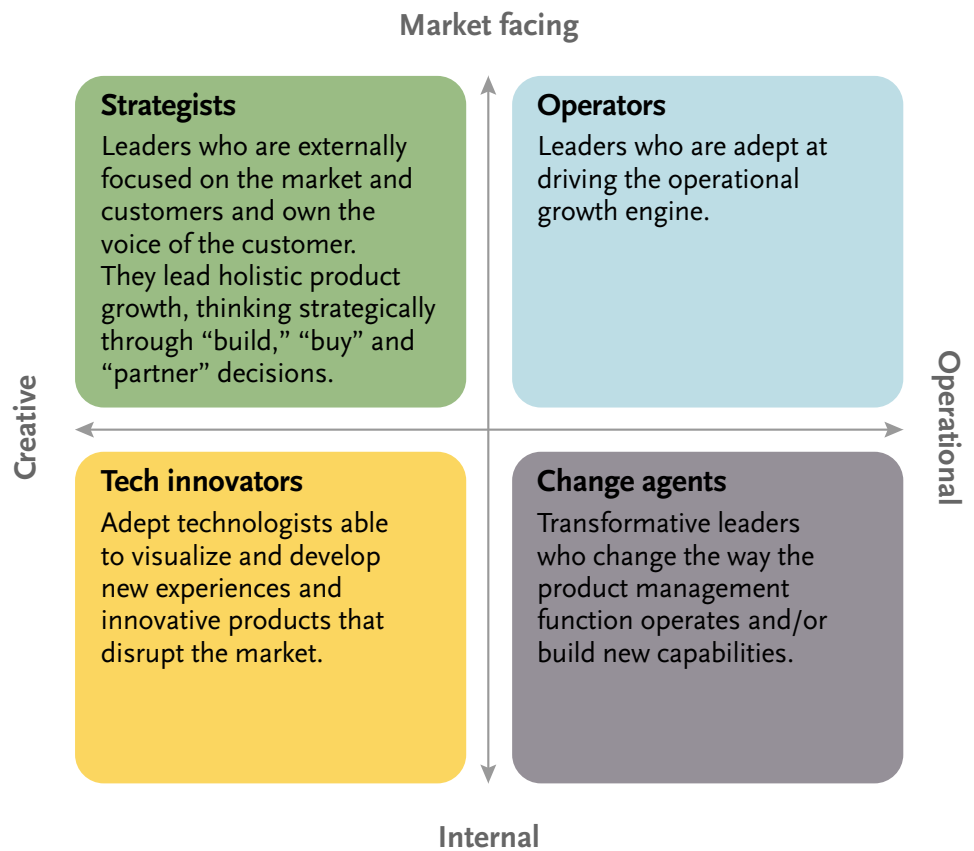 Market facing
Strategists
Leaders who are externally
focused on the market and
customers and own the
voice of the customer.
They lead holistic product
growth, thinking strategically
through “build,” “buy” and
“partner” decisions.
Operators
Leaders who are adept at
driving the operational
growth engine.
Creative
Operational
Tech innovators
Adept technologists able
to visualize and develop
new experiences and
innovative products that
disrupt the market.
Change agents
Transformative leaders
who change the way the
product management
function operates and/or
build new capabilities.
Internal